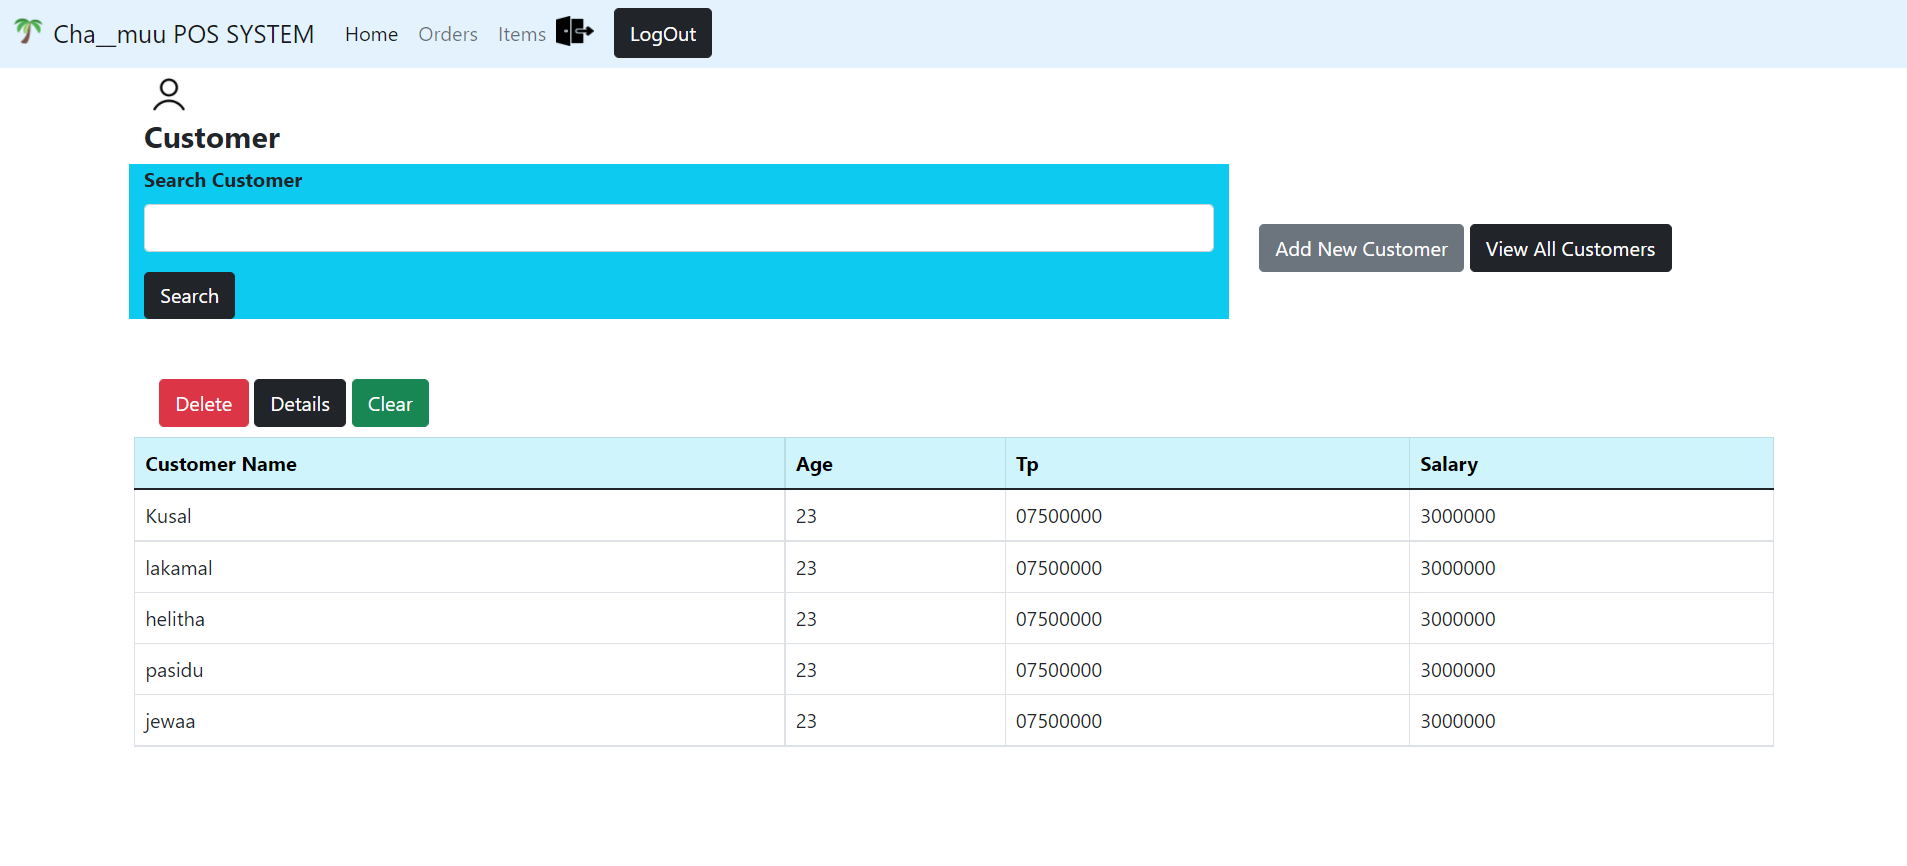 Cha__muu POS SYSTEM Home Orders Items LogOut
Customer
Search Customer
Add New Customer View All Customers
Search
Delete Details Clear
Customer Name Age Tp Salary
Kusal 23 07500000 3000000
lakamal 23 07500000 3000000
helitha 23 07500000 3000000
pasidu 23 07500000 3000000
jewaa 23 07500000 3000000